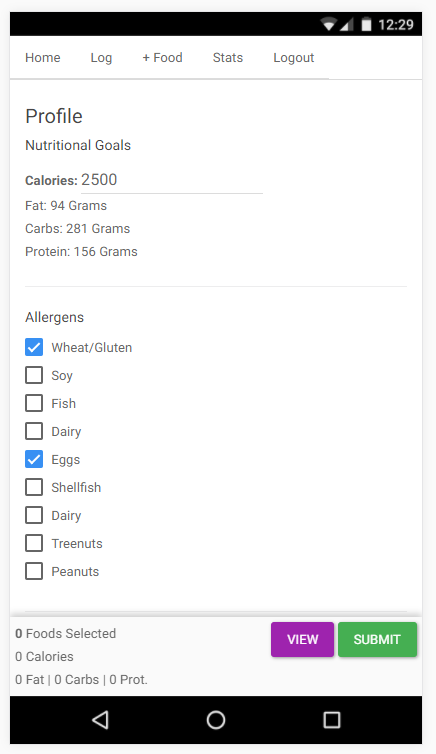 12:29
Home Log + Food Stats Logout
Profile
Nutritional Goals
Calories: 2500
Fat: 94 Grams
Carbs: 281 Grams
Protein: 156 Grams
Allergens
Wheat/Gluten
Soy
Fish
Dairy
Eggs
Shellfish
Dairy
Treenuts
Peanuts
0 Foods Selected
VIEW SUBMIT
0 Calories
0 Fat | 0 Carbs | 0 Prot.